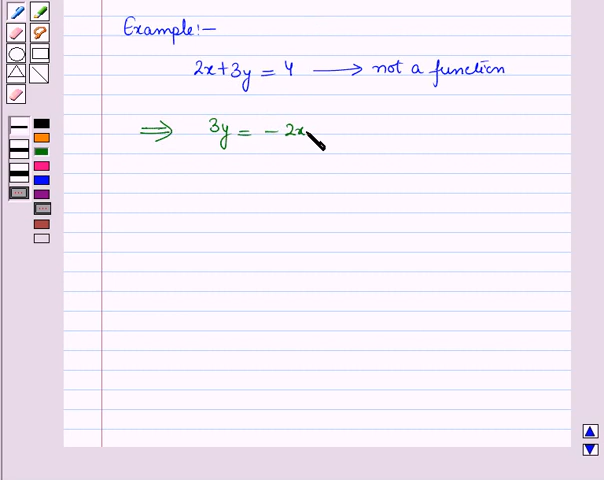 Example:-
2x+3y = 4 ⟶ not a function
⟹ 3y = - 2x